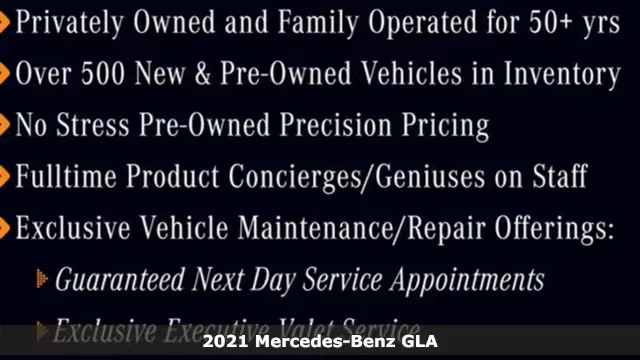 Privately Owned and Family Operated for 50+ yrs
Over 500 New & Pre-Owned Vehicles in Inventory
No Stress Pre-Owned Precision Pricing
Fulltime Product Concierges/Geniuses on Staff
Exclusive Vehicle Maintenance/Repair Offerings:
Guaranteed Next Day Service Appointments
Exclusive Executive Valet Service
2021 Mercedes-Benz GLA